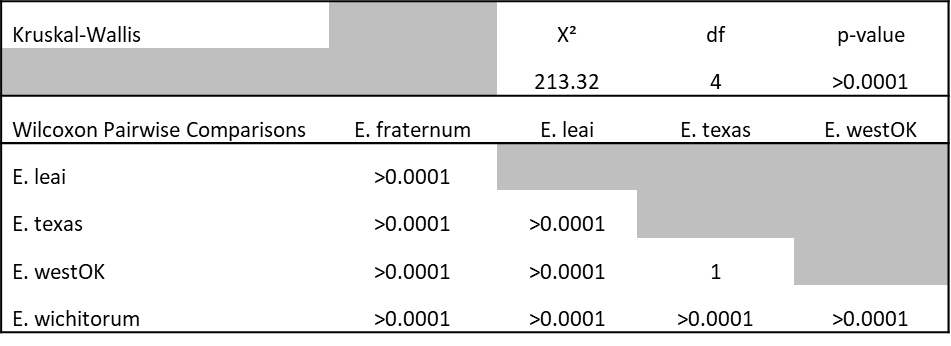 Kruskal-Wallis X² df p-value
213.32 4 >0.0001
Wilcoxon Pairwise Comparisons E. fraternum E. leai E. texas E. westOK
E. leai >0.0001
E. texas >0.0001 >0.0001
E. westOK >0.0001 >0.0001 1
E. wichitorum >0.0001 >0.0001 >0.0001 >0.0001